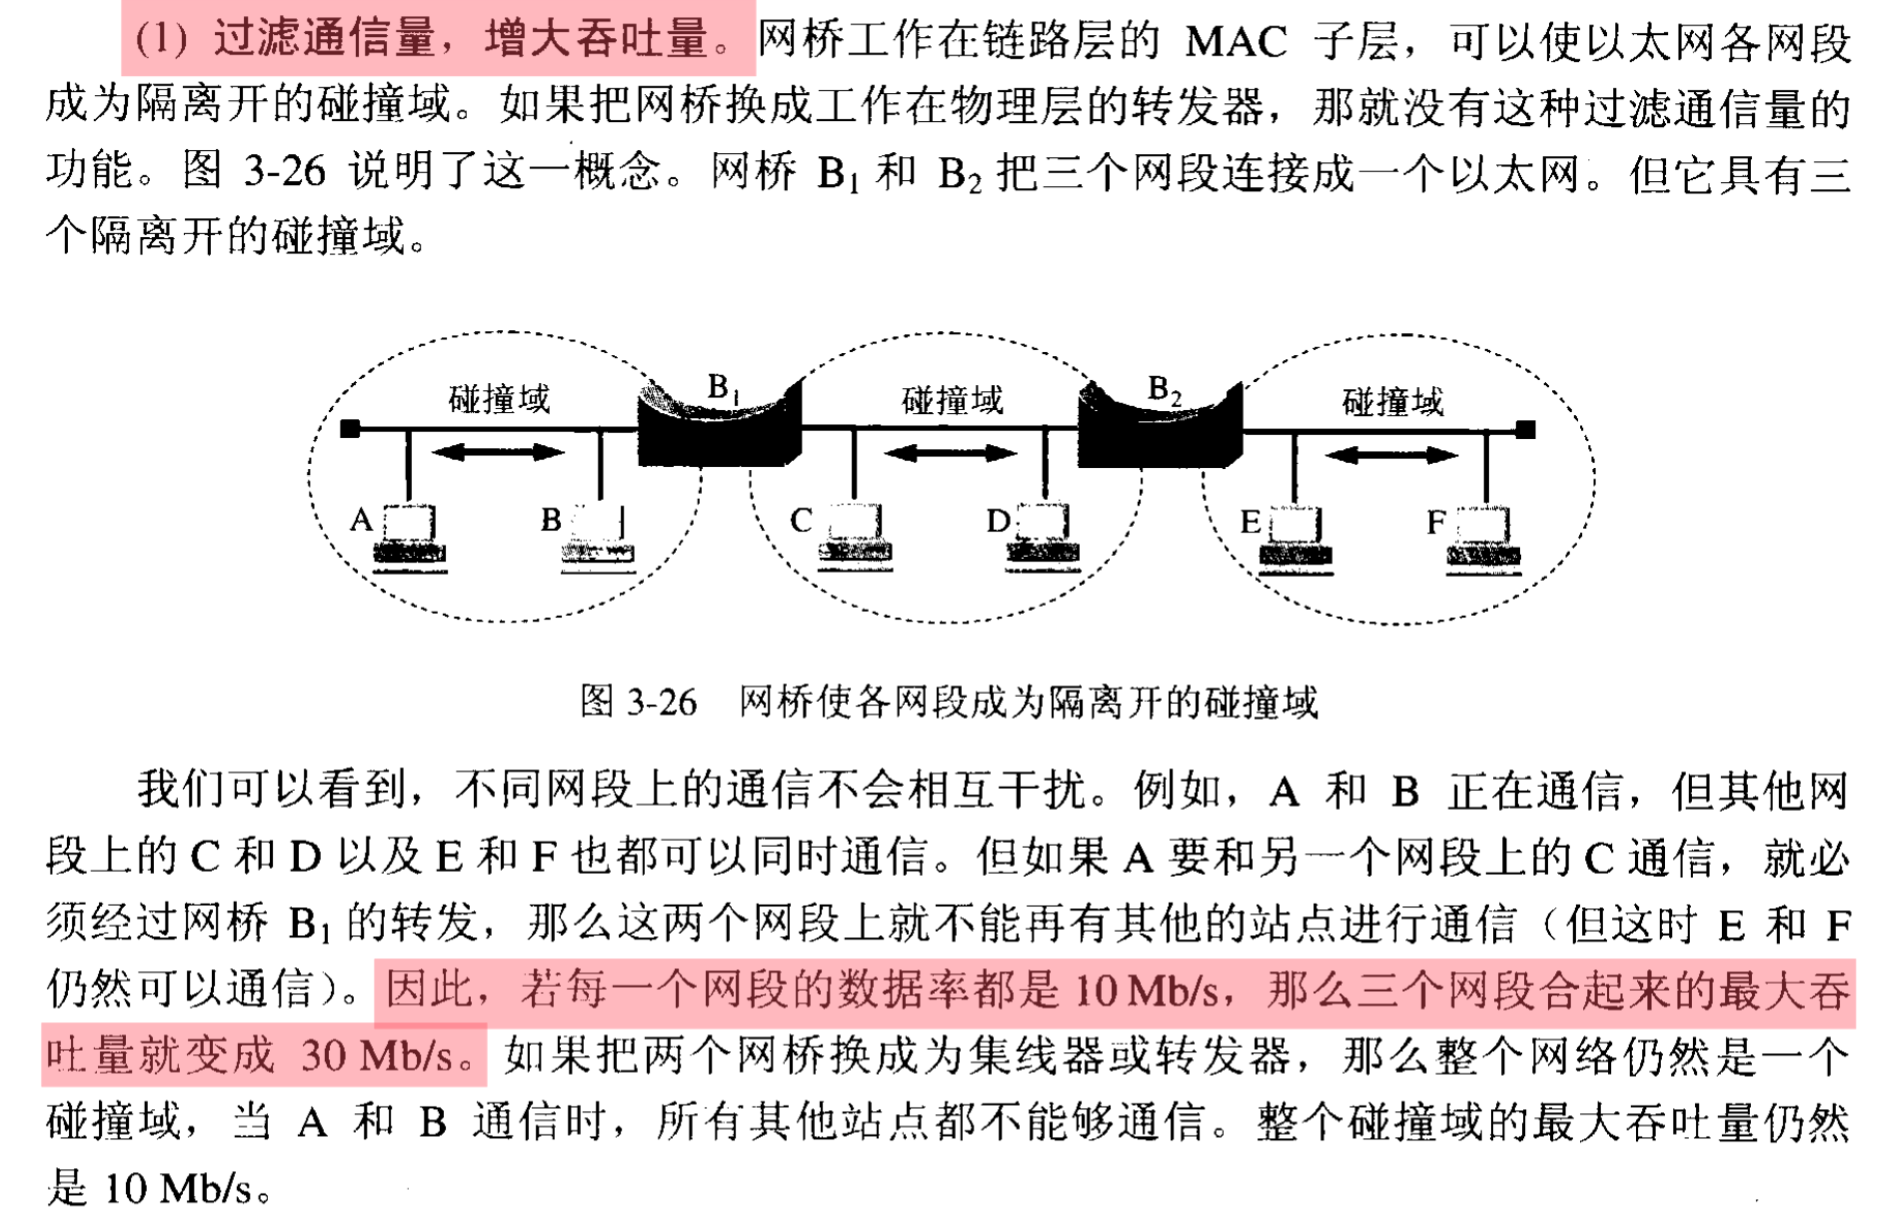 (1) 过滤通信量，增大吞吐量。网桥工作在链路层的 MAC 子层，可以使以太网各网段
成为隔离开的碰撞域。如果把网桥换成工作在物理层的转发器，那就没有这种过滤通信量的
功能。图 3-26 说明了这一概念。网桥 B₁ 和 B₂ 把三个网段连接成一个以太网。但它具有三
个隔离开的碰撞域。
B₁
B₂
碰撞域
碰撞域
碰撞域
A
B
C
D
E
F
图 3-26 网桥使各网段成为隔离开的碰撞域
我们可以看到，不同网段上的通信不会相互干扰。例如，A 和 B 正在通信，但其他网
段上的 C 和 D 以及 E 和 F 也都可以同时通信。但如果 A 要和另一个网段上的 C 通信，就必
须经过网桥 B₁ 的转发，那么这两个网段上就不能再有其他的站点进行通信（但这时 E 和 F
仍然可以通信）。因此，若每一个网段的数据率都是 10 Mb/s，那么三个网段合起来的最大吞
吐量就变成 30 Mb/s。如果把两个网桥换成为集线器或转发器，那么整个网络仍然是一个
碰撞域，当 A 和 B 通信时，所有其他站点都不能够通信。整个碰撞域的最大吞吐量仍然
是 10 Mb/s。